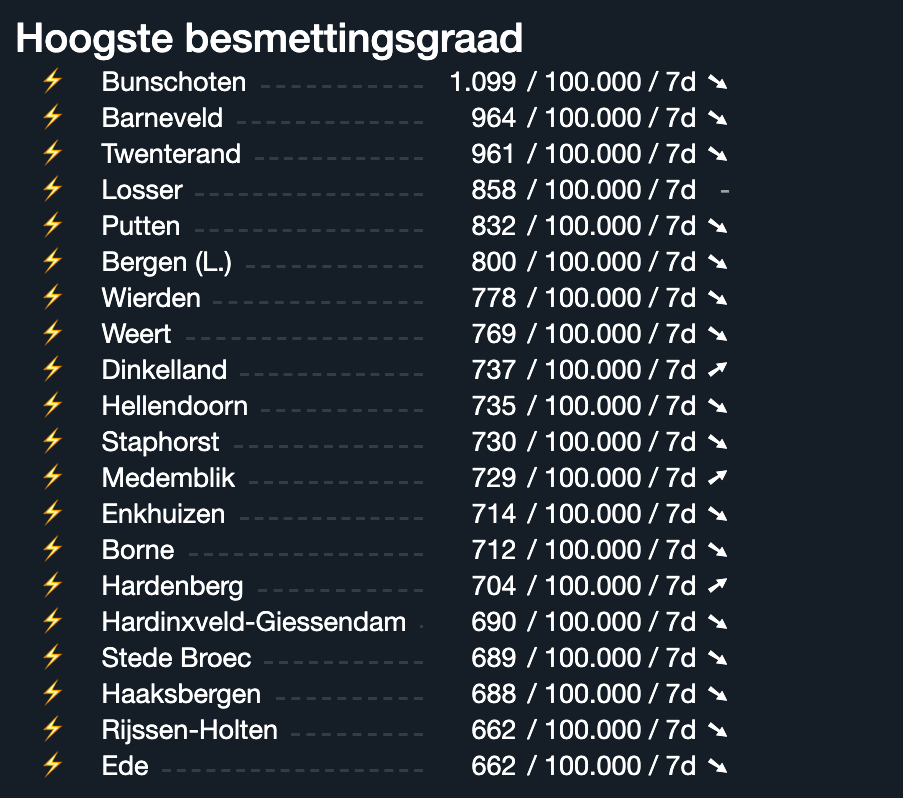 Hoogste besmettingsgraad
⚡ Bunschoten 1.099 / 100.000 / 7d ➘
⚡ Barneveld 964 / 100.000 / 7d ➘
⚡ Twenterand 961 / 100.000 / 7d ➘
⚡ Losser 858 / 100.000 / 7d -
⚡ Putten 832 / 100.000 / 7d ➘
⚡ Bergen (L.) 800 / 100.000 / 7d ➘
⚡ Wierden 778 / 100.000 / 7d ➘
⚡ Weert 769 / 100.000 / 7d ➘
⚡ Dinkelland 737 / 100.000 / 7d ➚
⚡ Hellendoorn 735 / 100.000 / 7d ➘
⚡ Staphorst 730 / 100.000 / 7d ➘
⚡ Medemblik 729 / 100.000 / 7d ➚
⚡ Enkhuizen 714 / 100.000 / 7d ➘
⚡ Borne 712 / 100.000 / 7d ➘
⚡ Hardenberg 704 / 100.000 / 7d ➚
⚡ Hardinxveld-Giessendam 690 / 100.000 / 7d ➘
⚡ Stede Broec 689 / 100.000 / 7d ➘
⚡ Haaksbergen 688 / 100.000 / 7d ➘
⚡ Rijssen-Holten 662 / 100.000 / 7d ➘
⚡ Ede 662 / 100.000 / 7d ➘